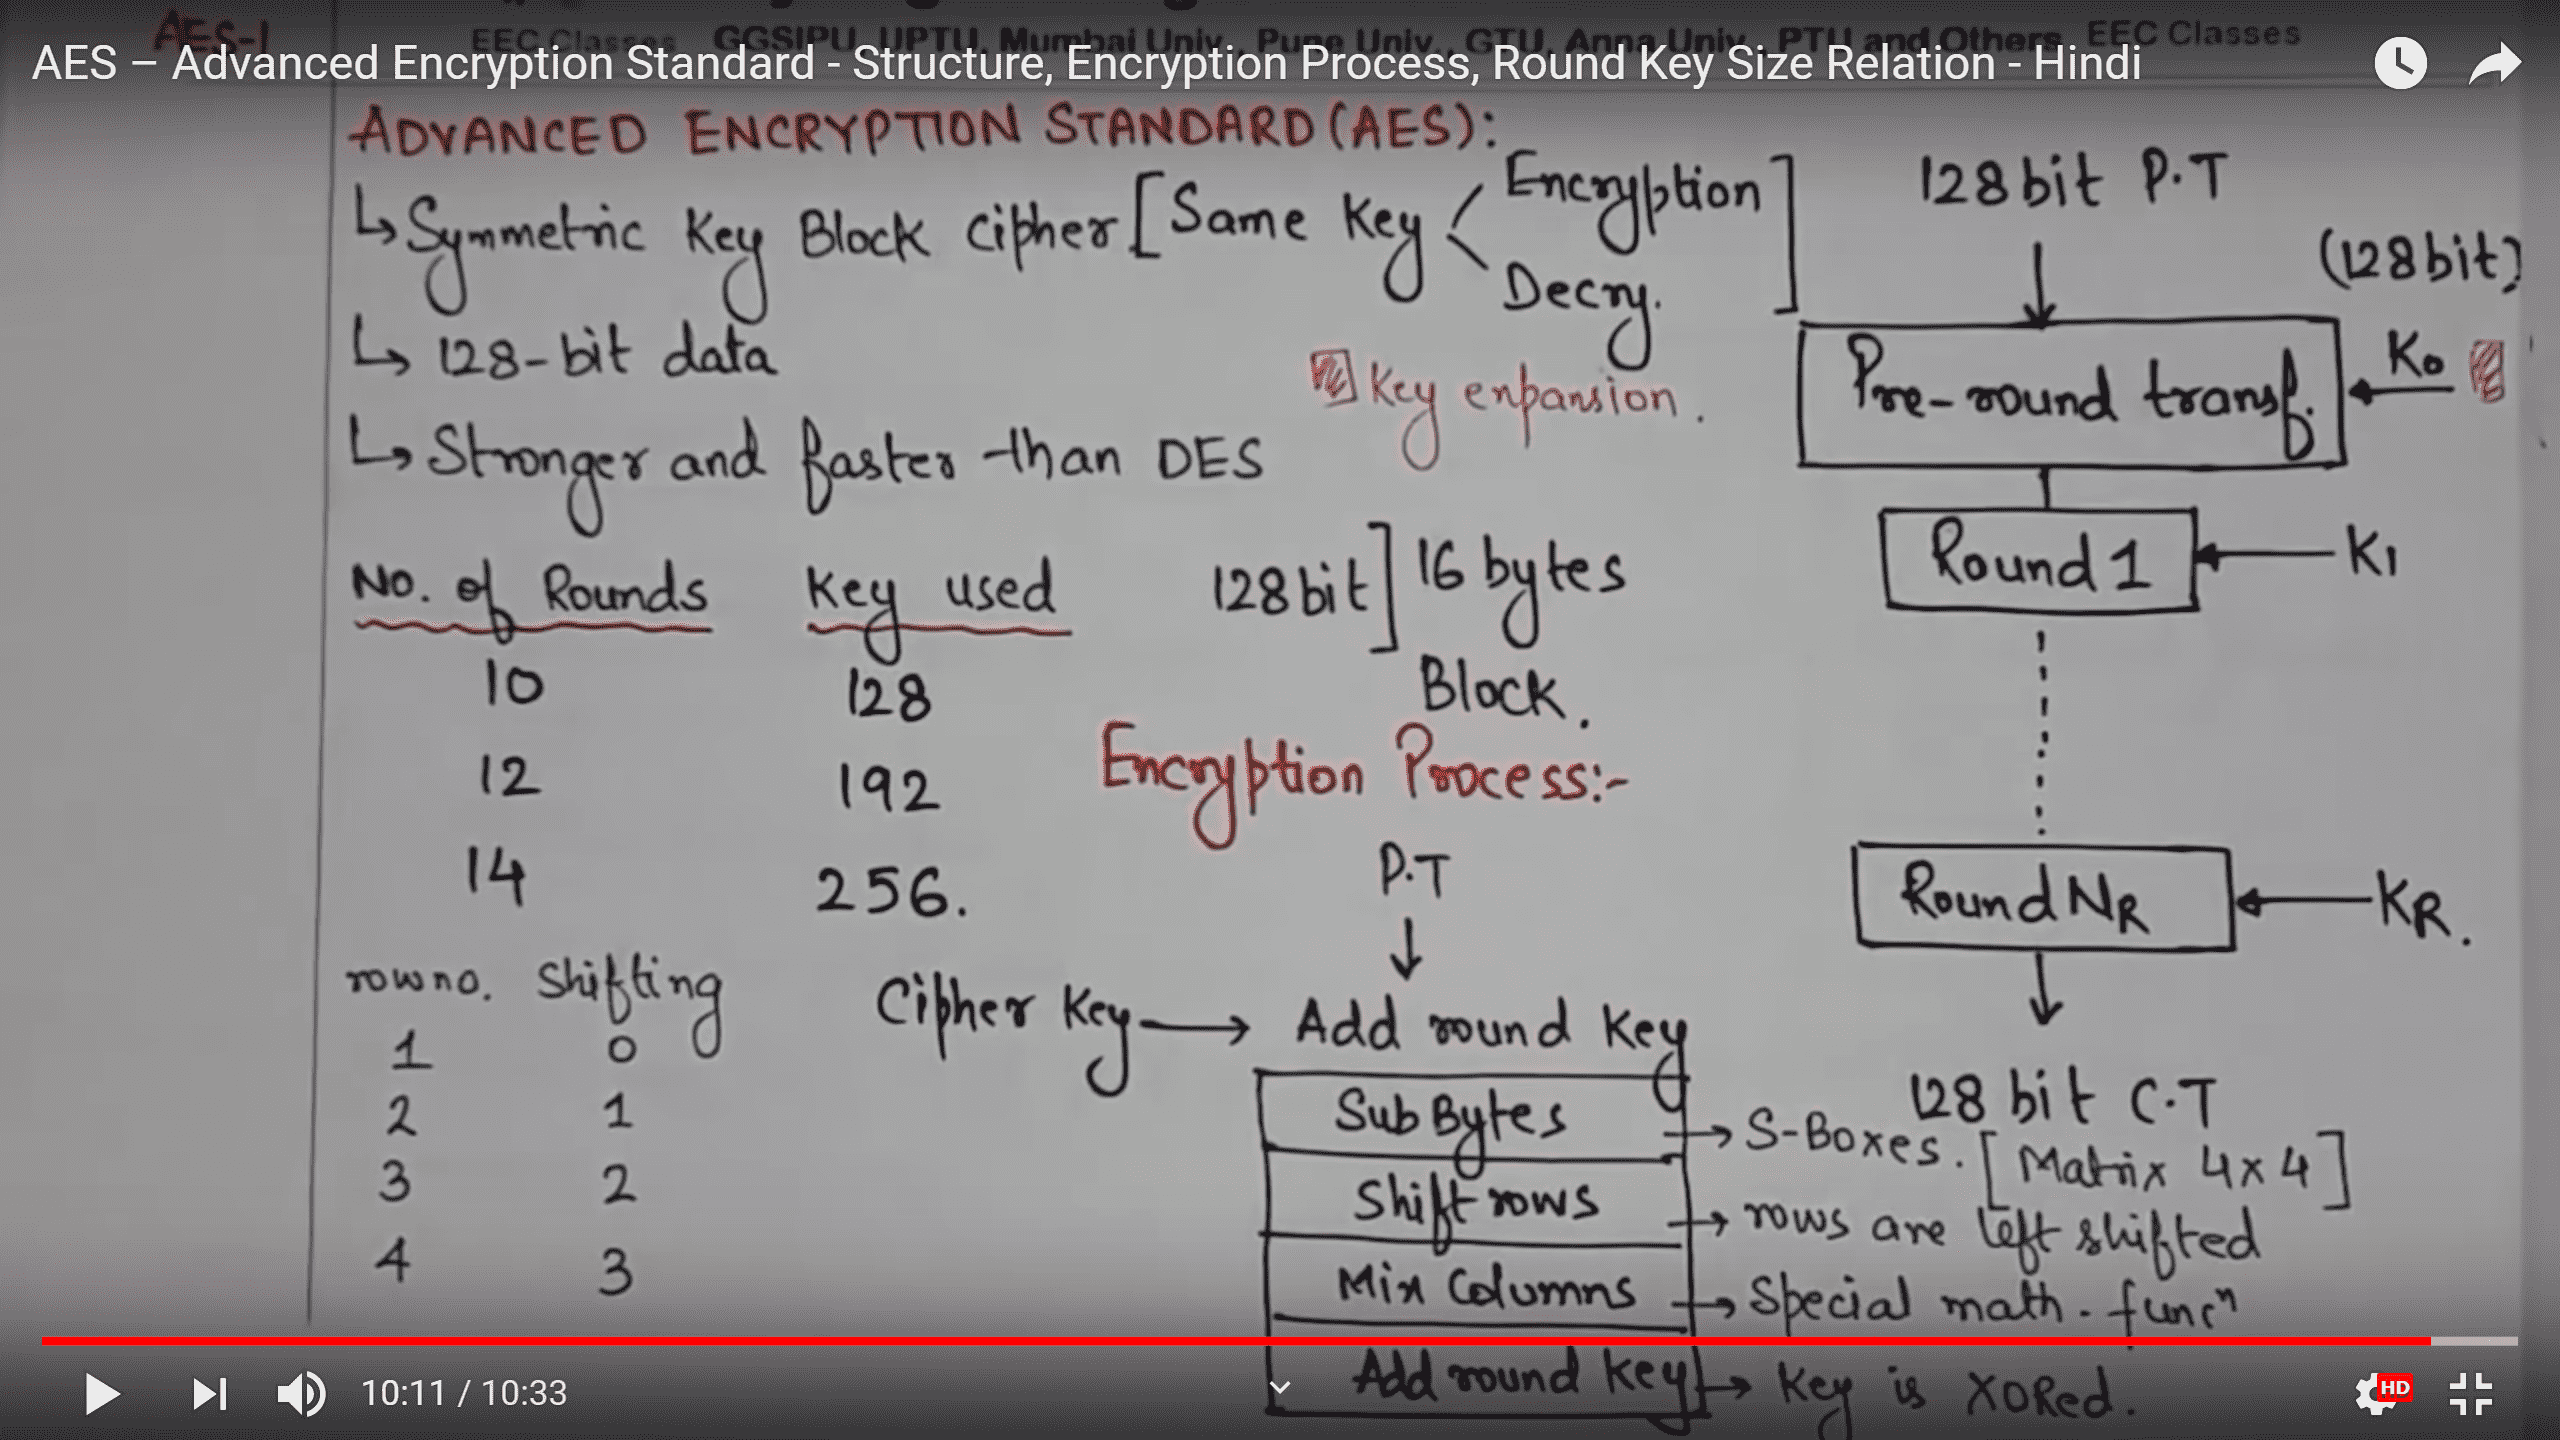 AES-1
EEC Classes GGSIPU, UPTU, Mumbai Univ., Pune Univ., GTU, Anna Univ., PTU and Others EEC Classes
AES – Advanced Encryption Standard - Structure, Encryption Process, Round Key Size Relation - Hindi
ADVANCED ENCRYPTION STANDARD (AES):
↳ Symmetric Key Block Cipher [Same Key < Encryption
Decry. ]
↳ 128-bit data
↳ Stronger and faster than DES
Key expansion.
No. of Rounds Key used
10 128
12 192
14 256.
128 bit] 16 bytes
Block.
row no. Shifting
1 0
2 1
3 2
4 3
Encryption Process:-
P.T
↓
Cipher Key → Add round Key
Sub Bytes → S-Boxes. [Matrix 4x4]
Shift rows → rows are left shifted
Mix Columns → Special math. funcⁿ
Add round key → Key is XORed.
128 bit P.T
↓
(128 bit)
Pre-round transf. ← K0
Round 1 ← K1
Round NR ← KR.
↓
128 bit C.T
10:11 / 10:33
HD